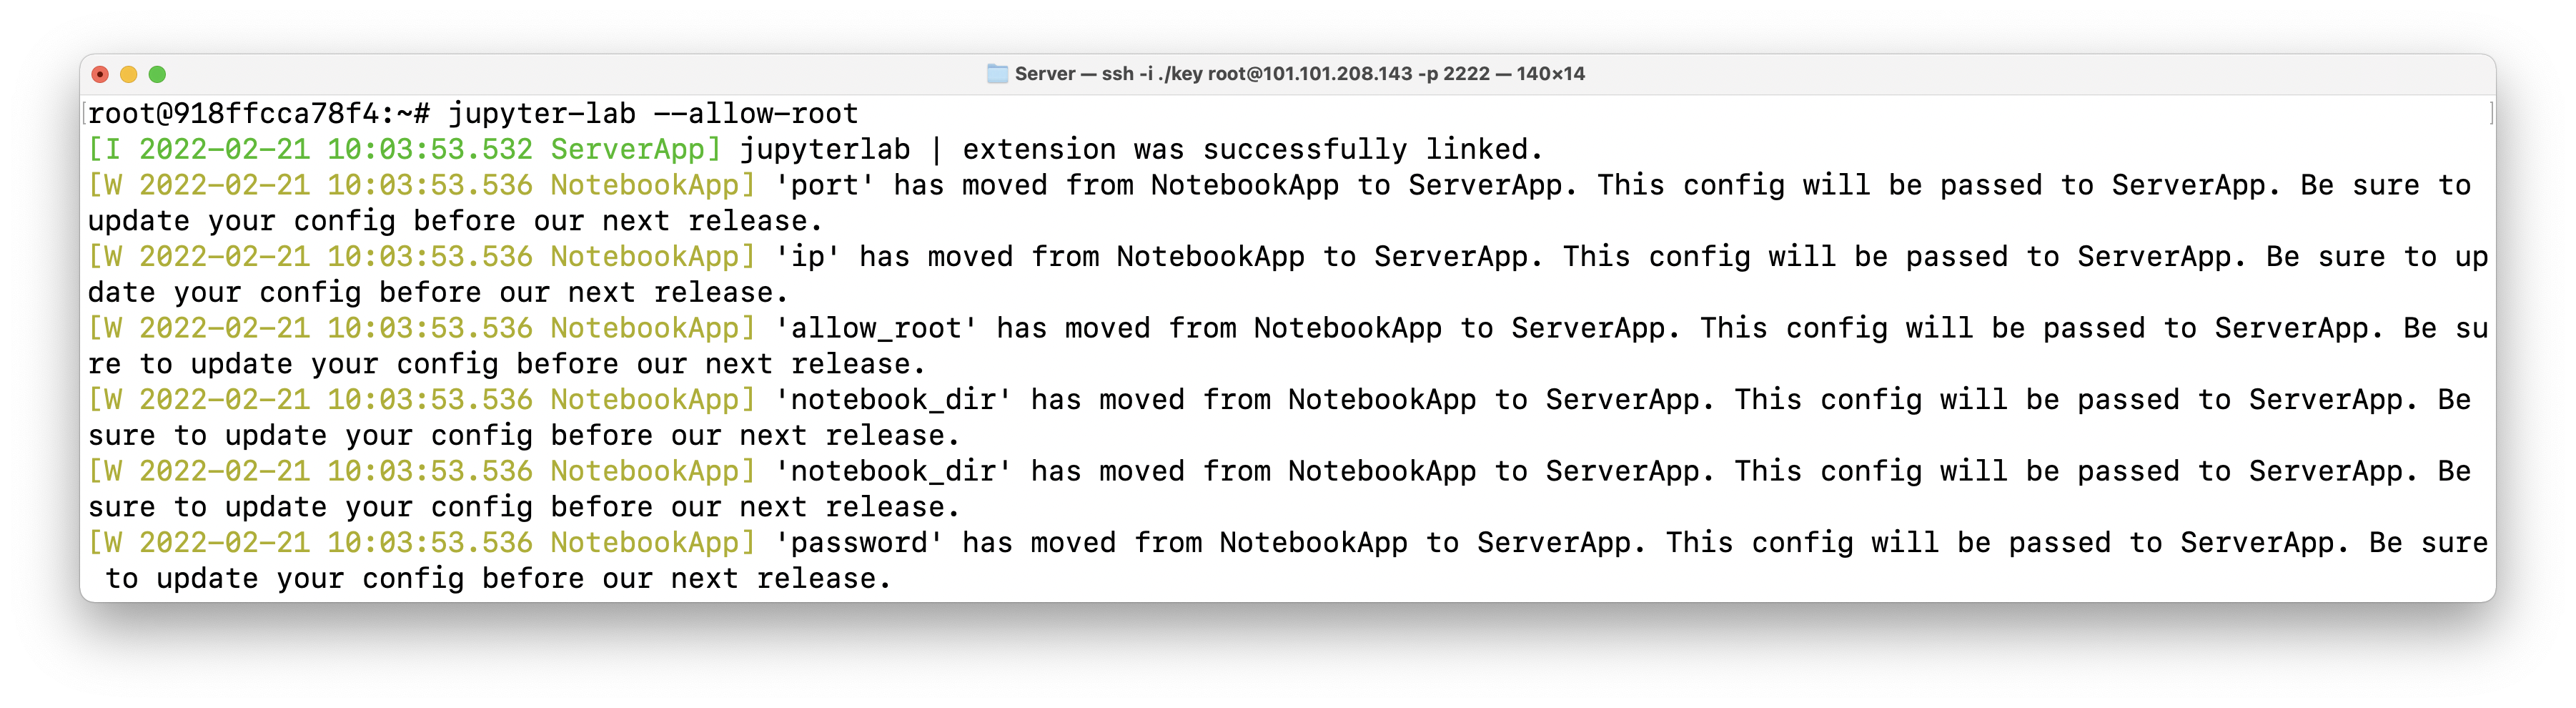 Server — ssh -i ./key root@101.101.208.143 -p 2222 — 140×14
[root@918ffcca78f4:~# jupyter-lab --allow-root ]
[I 2022-02-21 10:03:53.532 ServerApp] jupyterlab | extension was successfully linked.
[W 2022-02-21 10:03:53.536 NotebookApp] 'port' has moved from NotebookApp to ServerApp. This config will be passed to ServerApp. Be sure to
update your config before our next release.
[W 2022-02-21 10:03:53.536 NotebookApp] 'ip' has moved from NotebookApp to ServerApp. This config will be passed to ServerApp. Be sure to up
date your config before our next release.
[W 2022-02-21 10:03:53.536 NotebookApp] 'allow_root' has moved from NotebookApp to ServerApp. This config will be passed to ServerApp. Be su
re to update your config before our next release.
[W 2022-02-21 10:03:53.536 NotebookApp] 'notebook_dir' has moved from NotebookApp to ServerApp. This config will be passed to ServerApp. Be
sure to update your config before our next release.
[W 2022-02-21 10:03:53.536 NotebookApp] 'notebook_dir' has moved from NotebookApp to ServerApp. This config will be passed to ServerApp. Be
sure to update your config before our next release.
[W 2022-02-21 10:03:53.536 NotebookApp] 'password' has moved from NotebookApp to ServerApp. This config will be passed to ServerApp. Be sure
 to update your config before our next release.